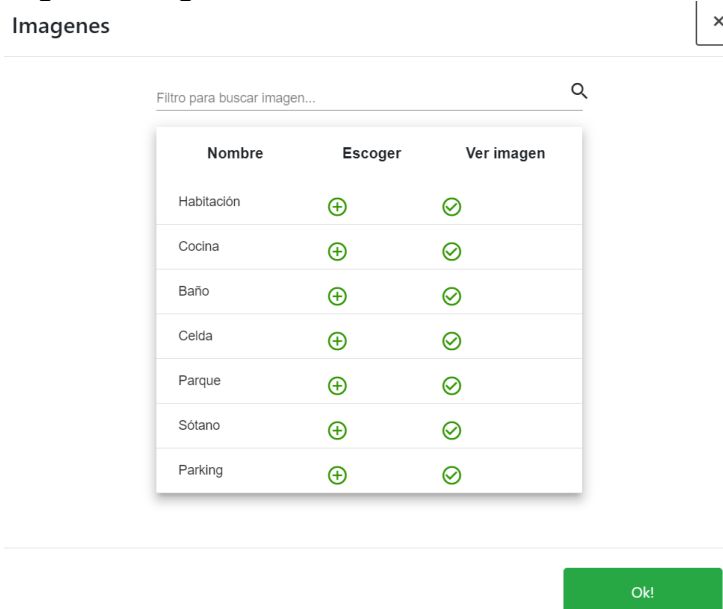 Imagenes
Filtro para buscar imagen...
Nombre Escoger Ver imagen
Habitación
Cocina
Baño
Celda
Parque
Sótano
Parking
Ok!